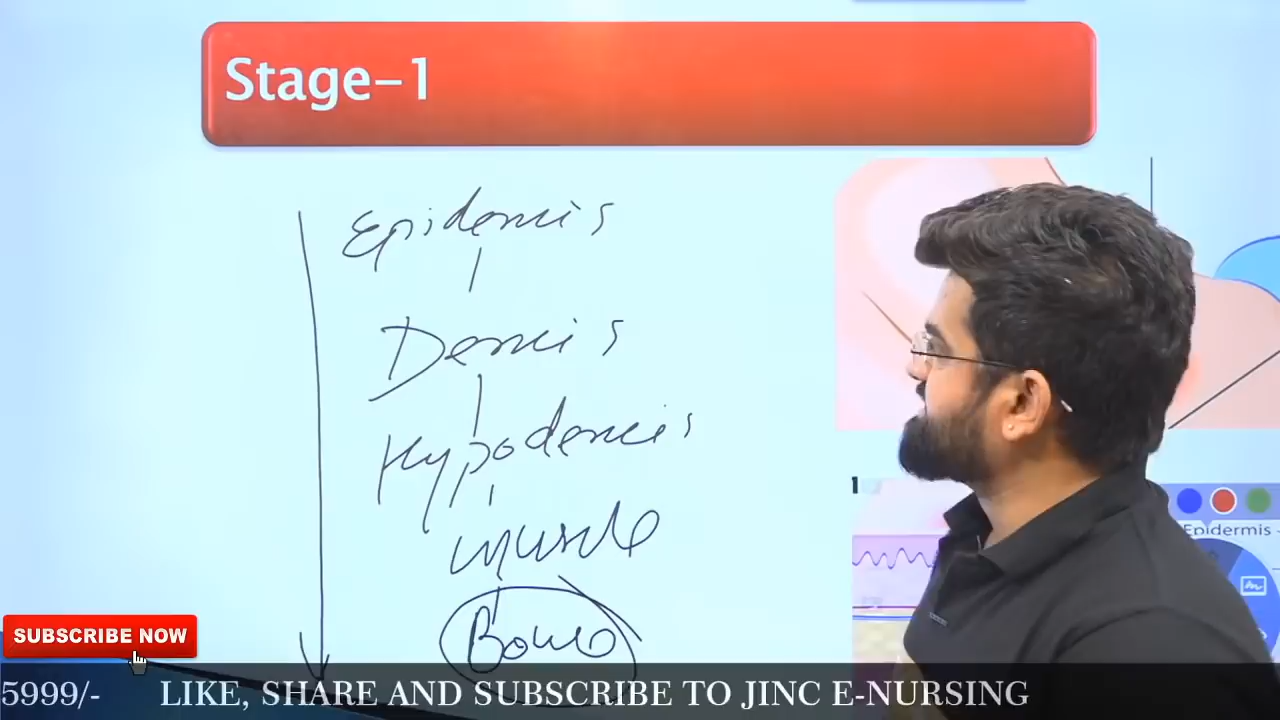 Stage-1
Epidermis
Dermis
Hypodermis
Muscle
Bone
Epidermis -
SUBSCRIBE NOW
5999/- LIKE, SHARE AND SUBSCRIBE TO JINC E-NURSING